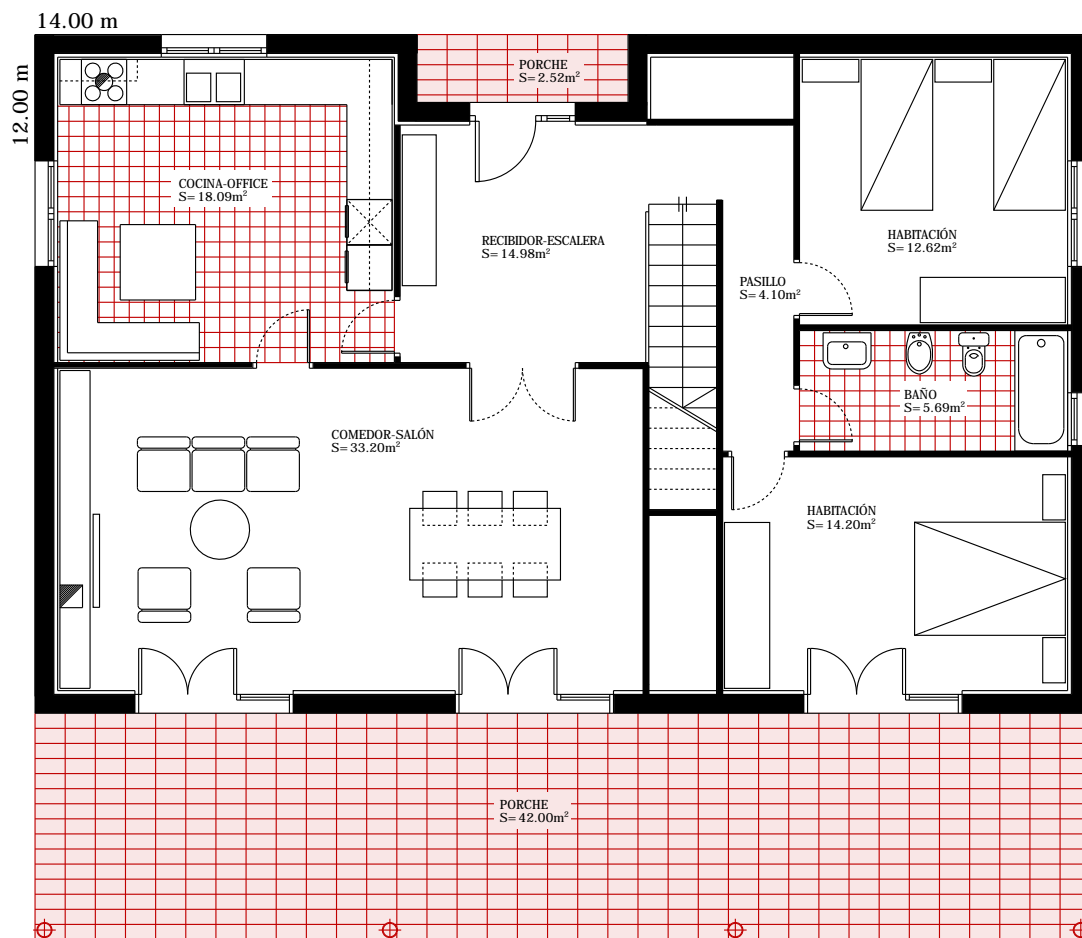 14.00 m
12.00 m
PORCHE
S=2.52m²
COCINA-OFFICE
S=18.09m²
RECIBIDOR-ESCALERA
S=14.98m²
HABITACIÓN
S=12.62m²
PASILLO
S=4.10m²
BAÑO
S=5.69m²
COMEDOR-SALÓN
S=33.20m²
HABITACIÓN
S=14.20m²
PORCHE
S=42.00m²